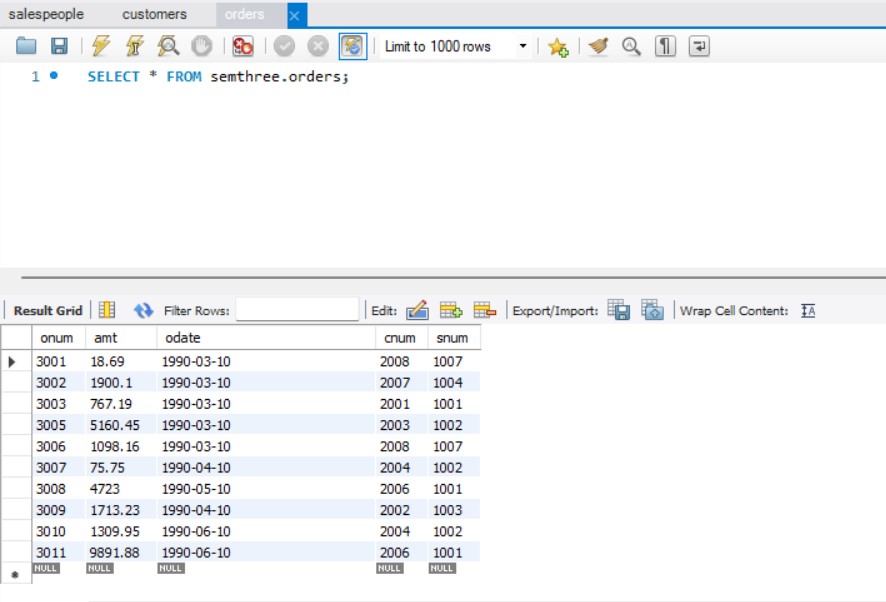 salespeople customers orders
Limit to 1000 rows
1 SELECT * FROM semthree.orders;
Result Grid Filter Rows: Edit: Export/Import: Wrap Cell Content:
onum amt odate cnum snum
3001 18.69 1990-03-10 2008 1007
3002 1900.1 1990-03-10 2007 1004
3003 767.19 1990-03-10 2001 1001
3005 5160.45 1990-03-10 2003 1002
3006 1098.16 1990-03-10 2008 1007
3007 75.75 1990-04-10 2004 1002
3008 4723 1990-05-10 2006 1001
3009 1713.23 1990-04-10 2002 1003
3010 1309.95 1990-06-10 2004 1002
3011 9891.88 1990-06-10 2006 1001
NULL NULL NULL NULL NULL